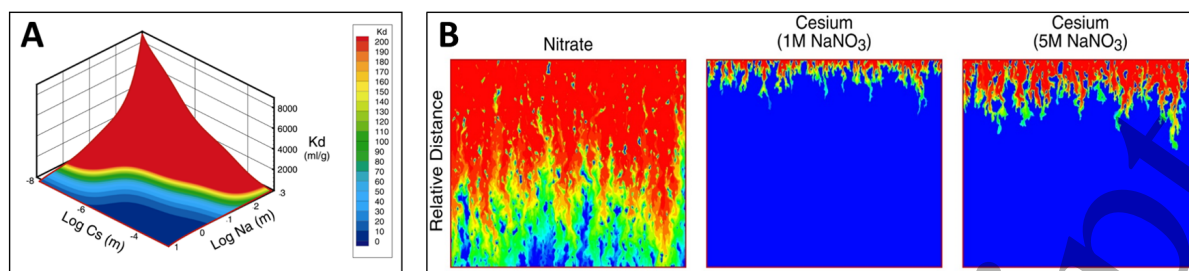 A
Kd
200
190
180
170
160
150
140
130
120
110
100
90
80
70
60
50
40
30
20
10
0
8000
6000
4000
2000
Kd
(ml/g)
-8
-6
-4
Log Cs (m)
1
0
-1
2
-3
Log Na (m)
B
Nitrate
Cesium
(1M NaNO₃)
Cesium
(5M NaNO₃)
Relative Distance